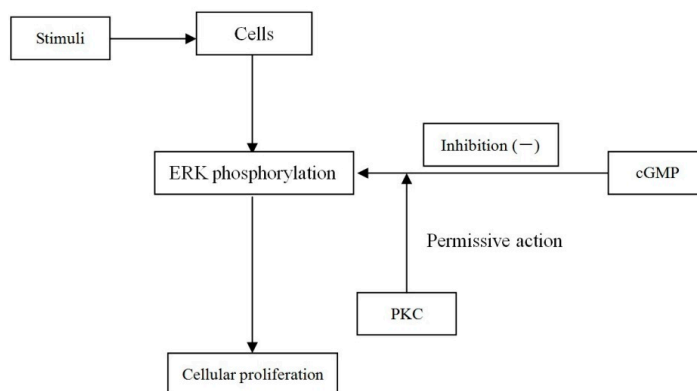 Stimuli
Cells
Inhibition (－)
ERK phosphorylation
cGMP
Permissive action
PKC
Cellular proliferation